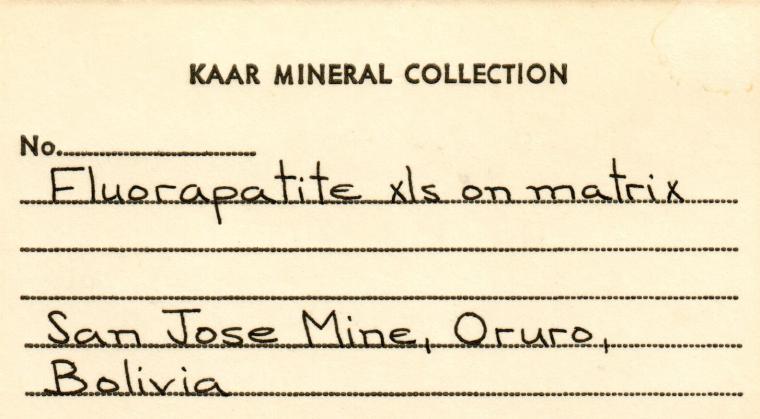 KAAR MINERAL COLLECTION
No.
Fluorapatite xls on matrix
San Jose Mine, Oruro,
Bolivia